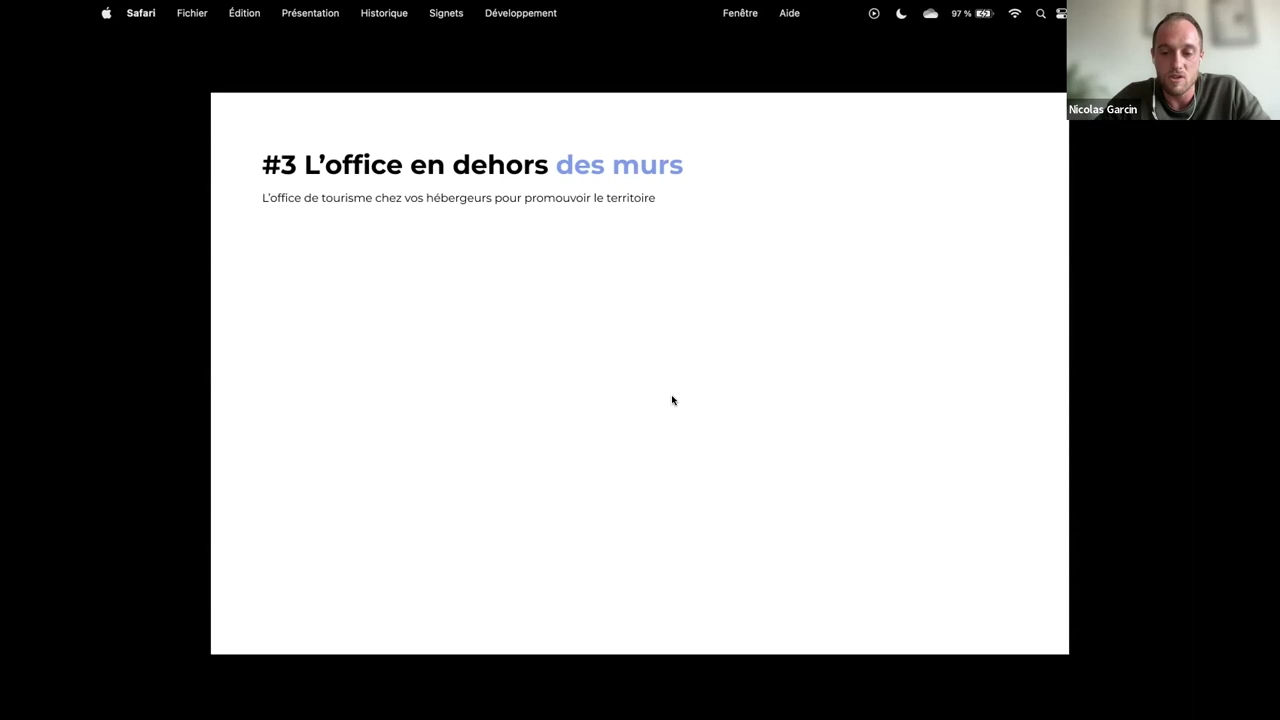 Safari Fichier Édition Présentation Historique Signets Développement Fenêtre Aide 97 %
Nicolas Garcin
#3 L’office en dehors des murs
L’office de tourisme chez vos hébergeurs pour promouvoir le territoire